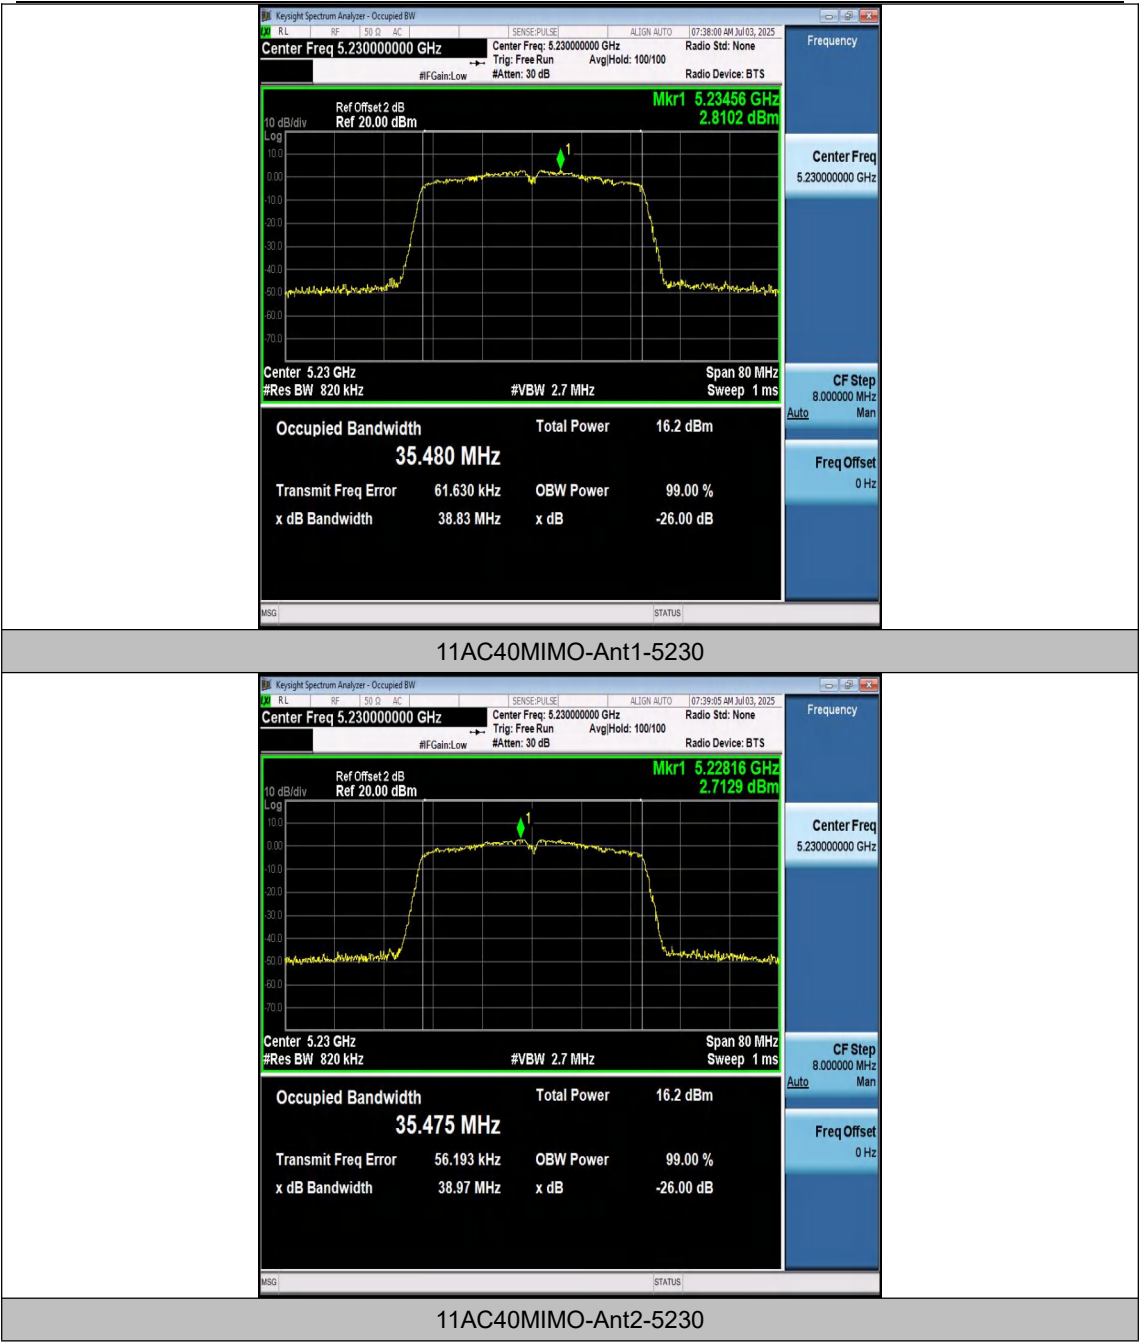 Keysight Spectrum Analyzer - Occupied BW
RL RF 50 Ω AC SENSE:PULSE ALIGN AUTO 07:38:00 AM Jul 03, 2025
Center Freq 5.230000000 GHz Center Freq: 5.230000000 GHz Radio Std: None Frequency
Trig: Free Run Avg|Hold: 100/100
#IFGain:Low #Atten: 30 dB Radio Device: BTS
Mkr1 5.23456 GHz
2.8102 dBm
Ref Offset 2 dB
10 dB/div Ref 20.00 dBm
Log
10.0
1
0.00
-10.0
-20.0
-30.0
-40.0
-50.0
-60.0
-70.0
Center Freq
5.230000000 GHz
Center 5.23 GHz Span 80 MHz
#Res BW 820 kHz #VBW 2.7 MHz Sweep 1 ms
CF Step
8.000000 MHz
Auto Man
Occupied Bandwidth Total Power 16.2 dBm
35.480 MHz
Freq Offset
0 Hz
Transmit Freq Error 61.630 kHz OBW Power 99.00 %
x dB Bandwidth 38.83 MHz x dB -26.00 dB
MSG STATUS
11AC40MIMO-Ant1-5230
Keysight Spectrum Analyzer - Occupied BW
RL RF 50 Ω AC SENSE:PULSE ALIGN AUTO 07:39:05 AM Jul 03, 2025
Center Freq 5.230000000 GHz Center Freq: 5.230000000 GHz Radio Std: None Frequency
Trig: Free Run Avg|Hold: 100/100
#IFGain:Low #Atten: 30 dB Radio Device: BTS
Mkr1 5.22816 GHz
2.7129 dBm
Ref Offset 2 dB
10 dB/div Ref 20.00 dBm
Log
10.0
1
0.00
-10.0
-20.0
-30.0
-40.0
-50.0
-60.0
-70.0
Center Freq
5.230000000 GHz
Center 5.23 GHz Span 80 MHz
#Res BW 820 kHz #VBW 2.7 MHz Sweep 1 ms
CF Step
8.000000 MHz
Auto Man
Occupied Bandwidth Total Power 16.2 dBm
35.475 MHz
Freq Offset
0 Hz
Transmit Freq Error 56.193 kHz OBW Power 99.00 %
x dB Bandwidth 38.97 MHz x dB -26.00 dB
MSG STATUS
11AC40MIMO-Ant2-5230